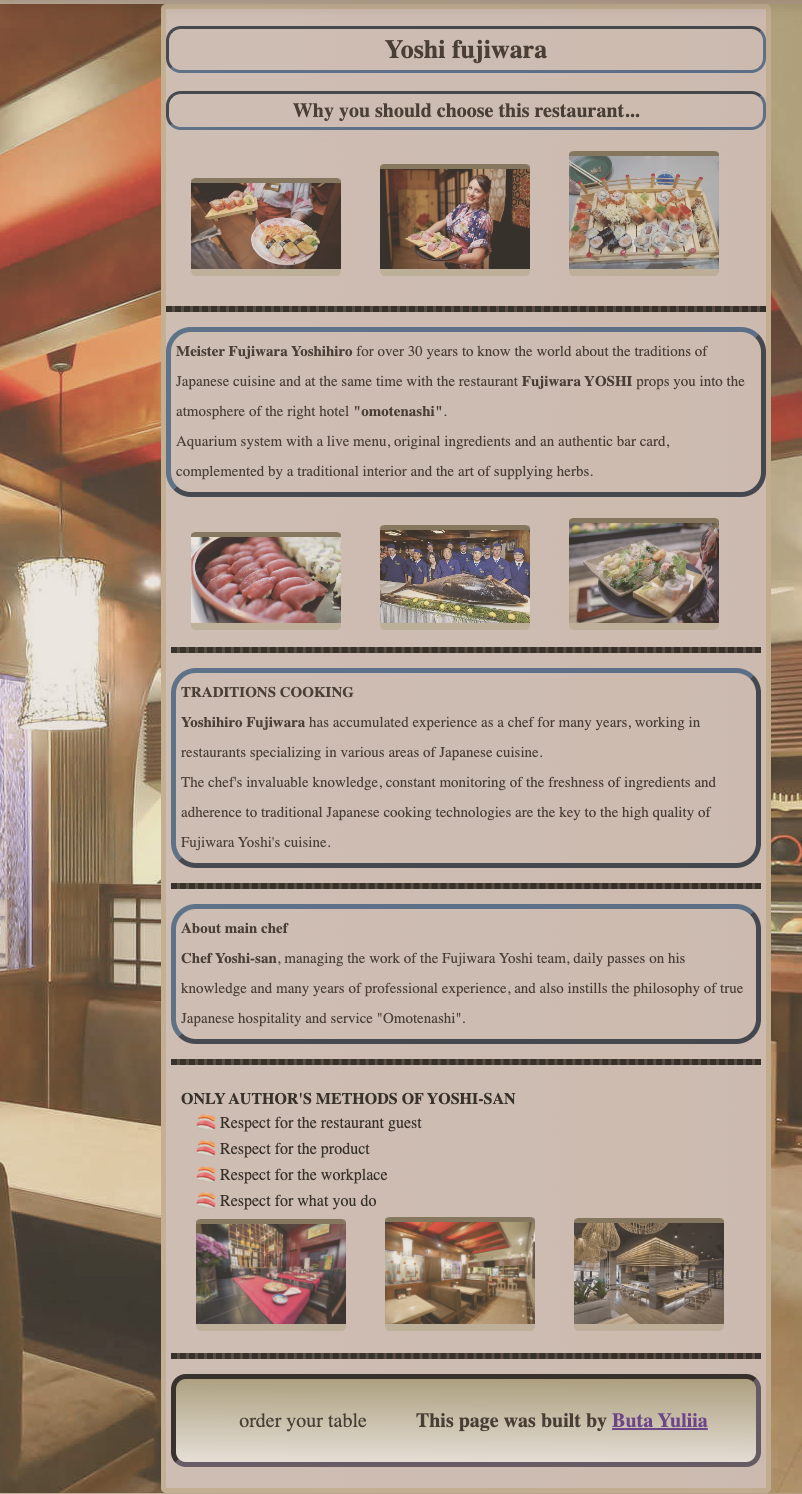 Yoshi fujiwara
Why you should choose this restaurant...
Meister Fujiwara Yoshihiro for over 30 years to know the world about the traditions of
Japanese cuisine and at the same time with the restaurant Fujiwara YOSHI props you into the
atmosphere of the right hotel "omotenashi".
Aquarium system with a live menu, original ingredients and an authentic bar card,
complemented by a traditional interior and the art of supplying herbs.
TRADITIONS COOKING
Yoshihiro Fujiwara has accumulated experience as a chef for many years, working in
restaurants specializing in various areas of Japanese cuisine.
The chef's invaluable knowledge, constant monitoring of the freshness of ingredients and
adherence to traditional Japanese cooking technologies are the key to the high quality of
Fujiwara Yoshi's cuisine.
About main chef
Chef Yoshi-san, managing the work of the Fujiwara Yoshi team, daily passes on his
knowledge and many years of professional experience, and also instills the philosophy of true
Japanese hospitality and service "Omotenashi".
ONLY AUTHOR'S METHODS OF YOSHI-SAN
🍣 Respect for the restaurant guest
🍣 Respect for the product
🍣 Respect for the workplace
🍣 Respect for what you do
order your table This page was built by Buta Yuliia